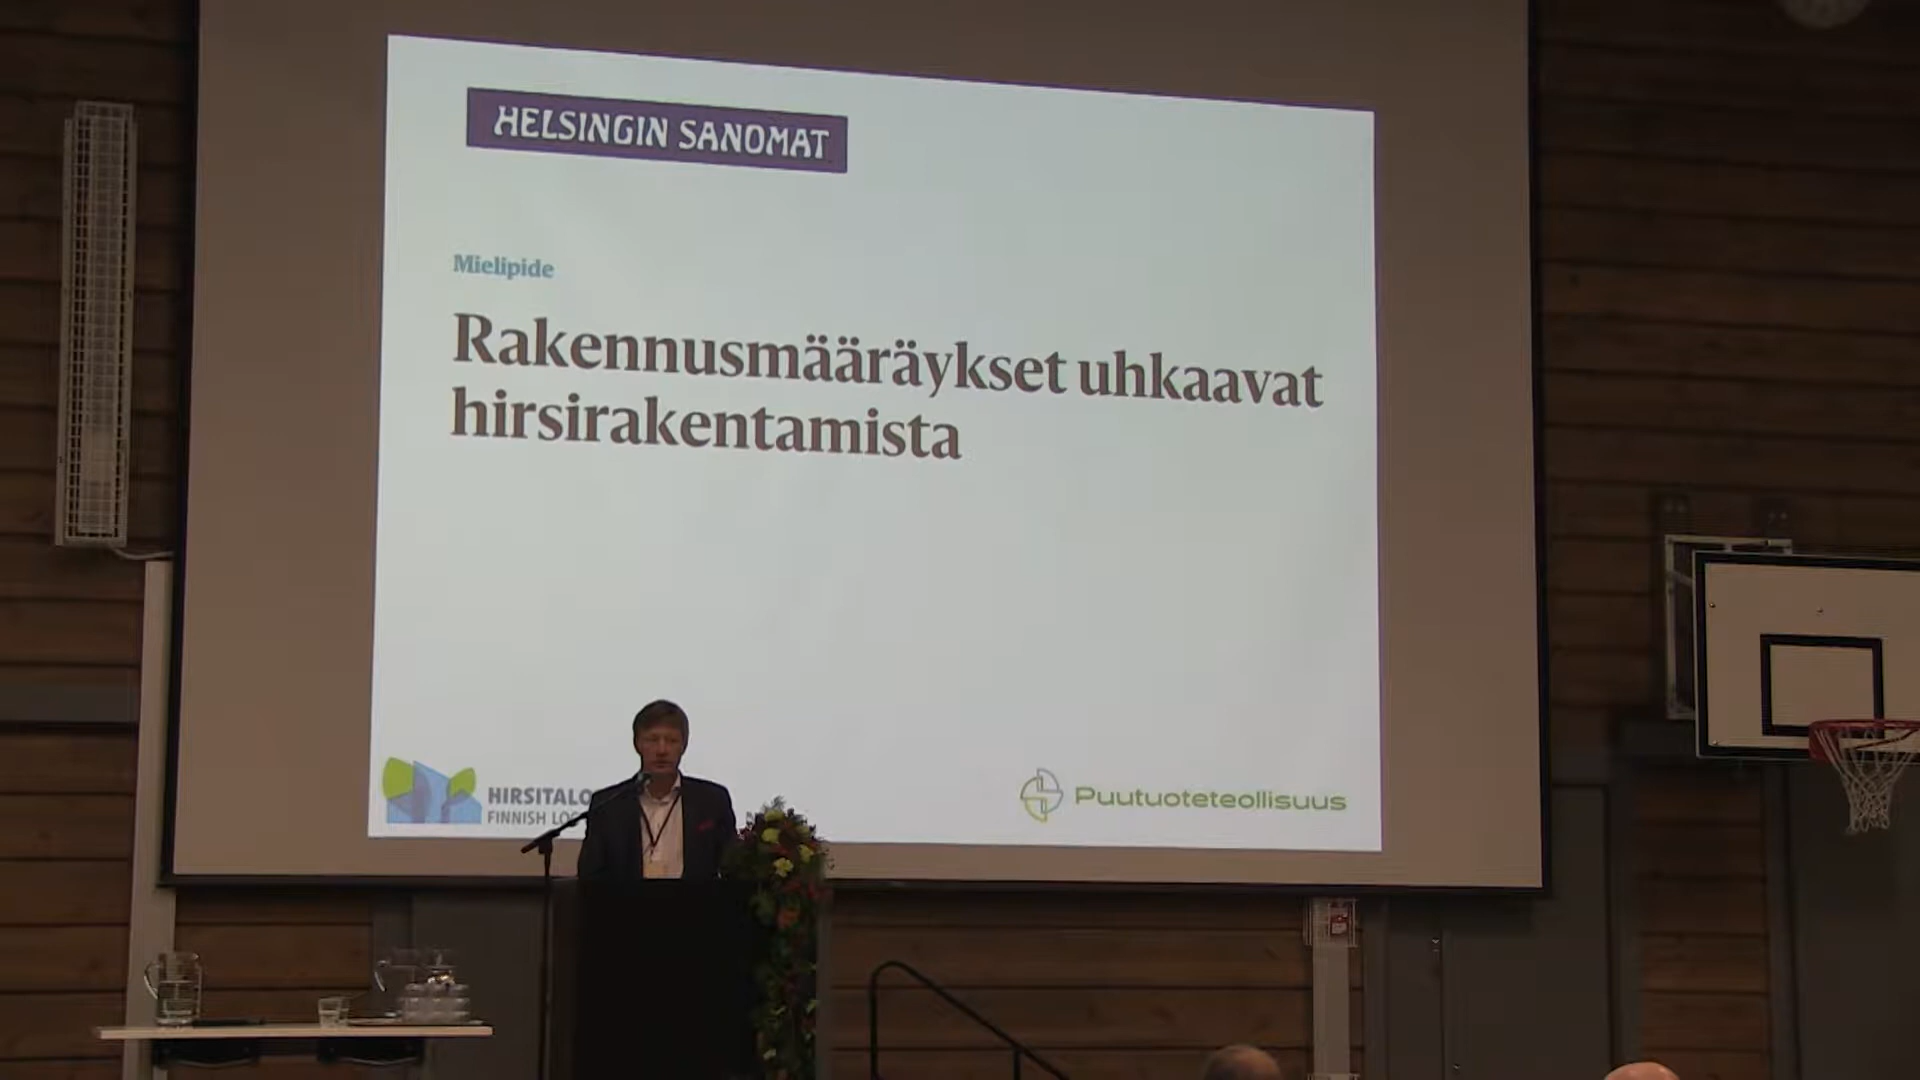 HELSINGIN SANOMAT
Mielipide
Rakennusmääräykset uhkaavat
hirsirakentamista
HIRSITALO
FINNISH LOG
Puutuoteteollisuus